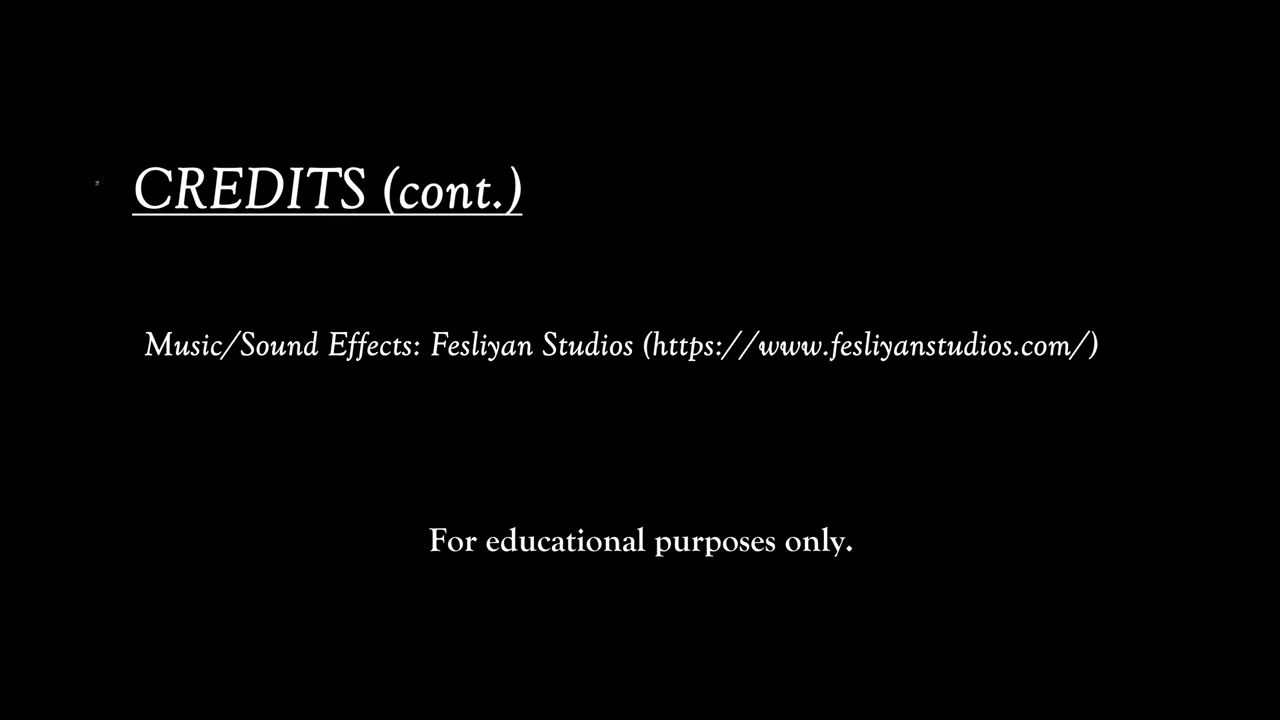 CREDITS (cont.)
Music/Sound Effects: Fesliyan Studios (https://www.fesliyanstudios.com/)
For educational purposes only.